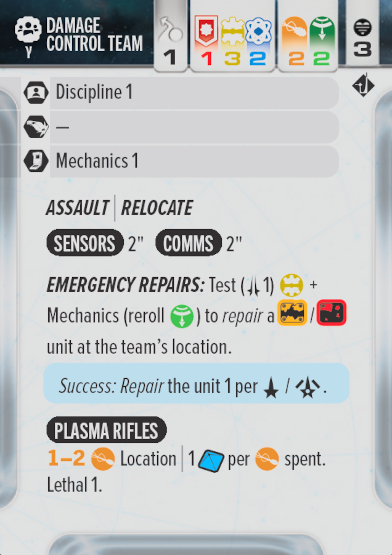 DAMAGE
CONTROL TEAM
Y
1
1 3 2
2 2
3
Discipline 1
—
Mechanics 1
ASSAULT | RELOCATE
SENSORS 2" COMMS 2"
EMERGENCY REPAIRS: Test ( 1) +
Mechanics (reroll ) to repair a /
unit at the team's location.
Success: Repair the unit 1 per / .
PLASMA RIFLES
1–2 Location | 1 per spent.
Lethal 1.